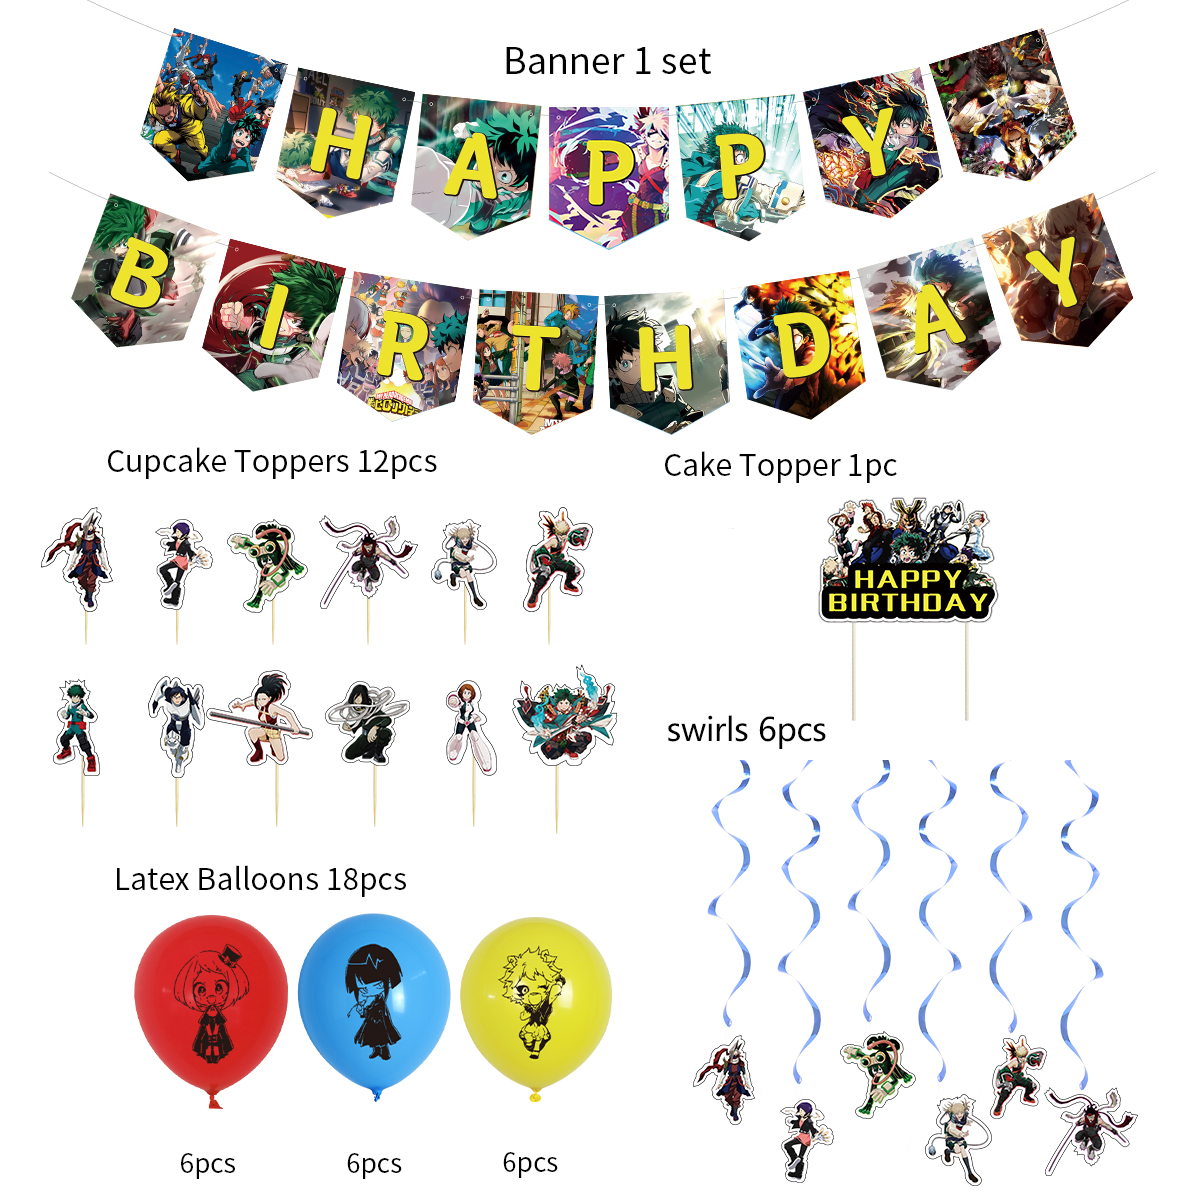 Banner 1 set
HAPPY
BIRTHDAY
Cupcake Toppers 12pcs
Cake Topper 1pc
HAPPY
BIRTHDAY
swirls 6pcs
Latex Balloons 18pcs
6pcs
6pcs
6pcs